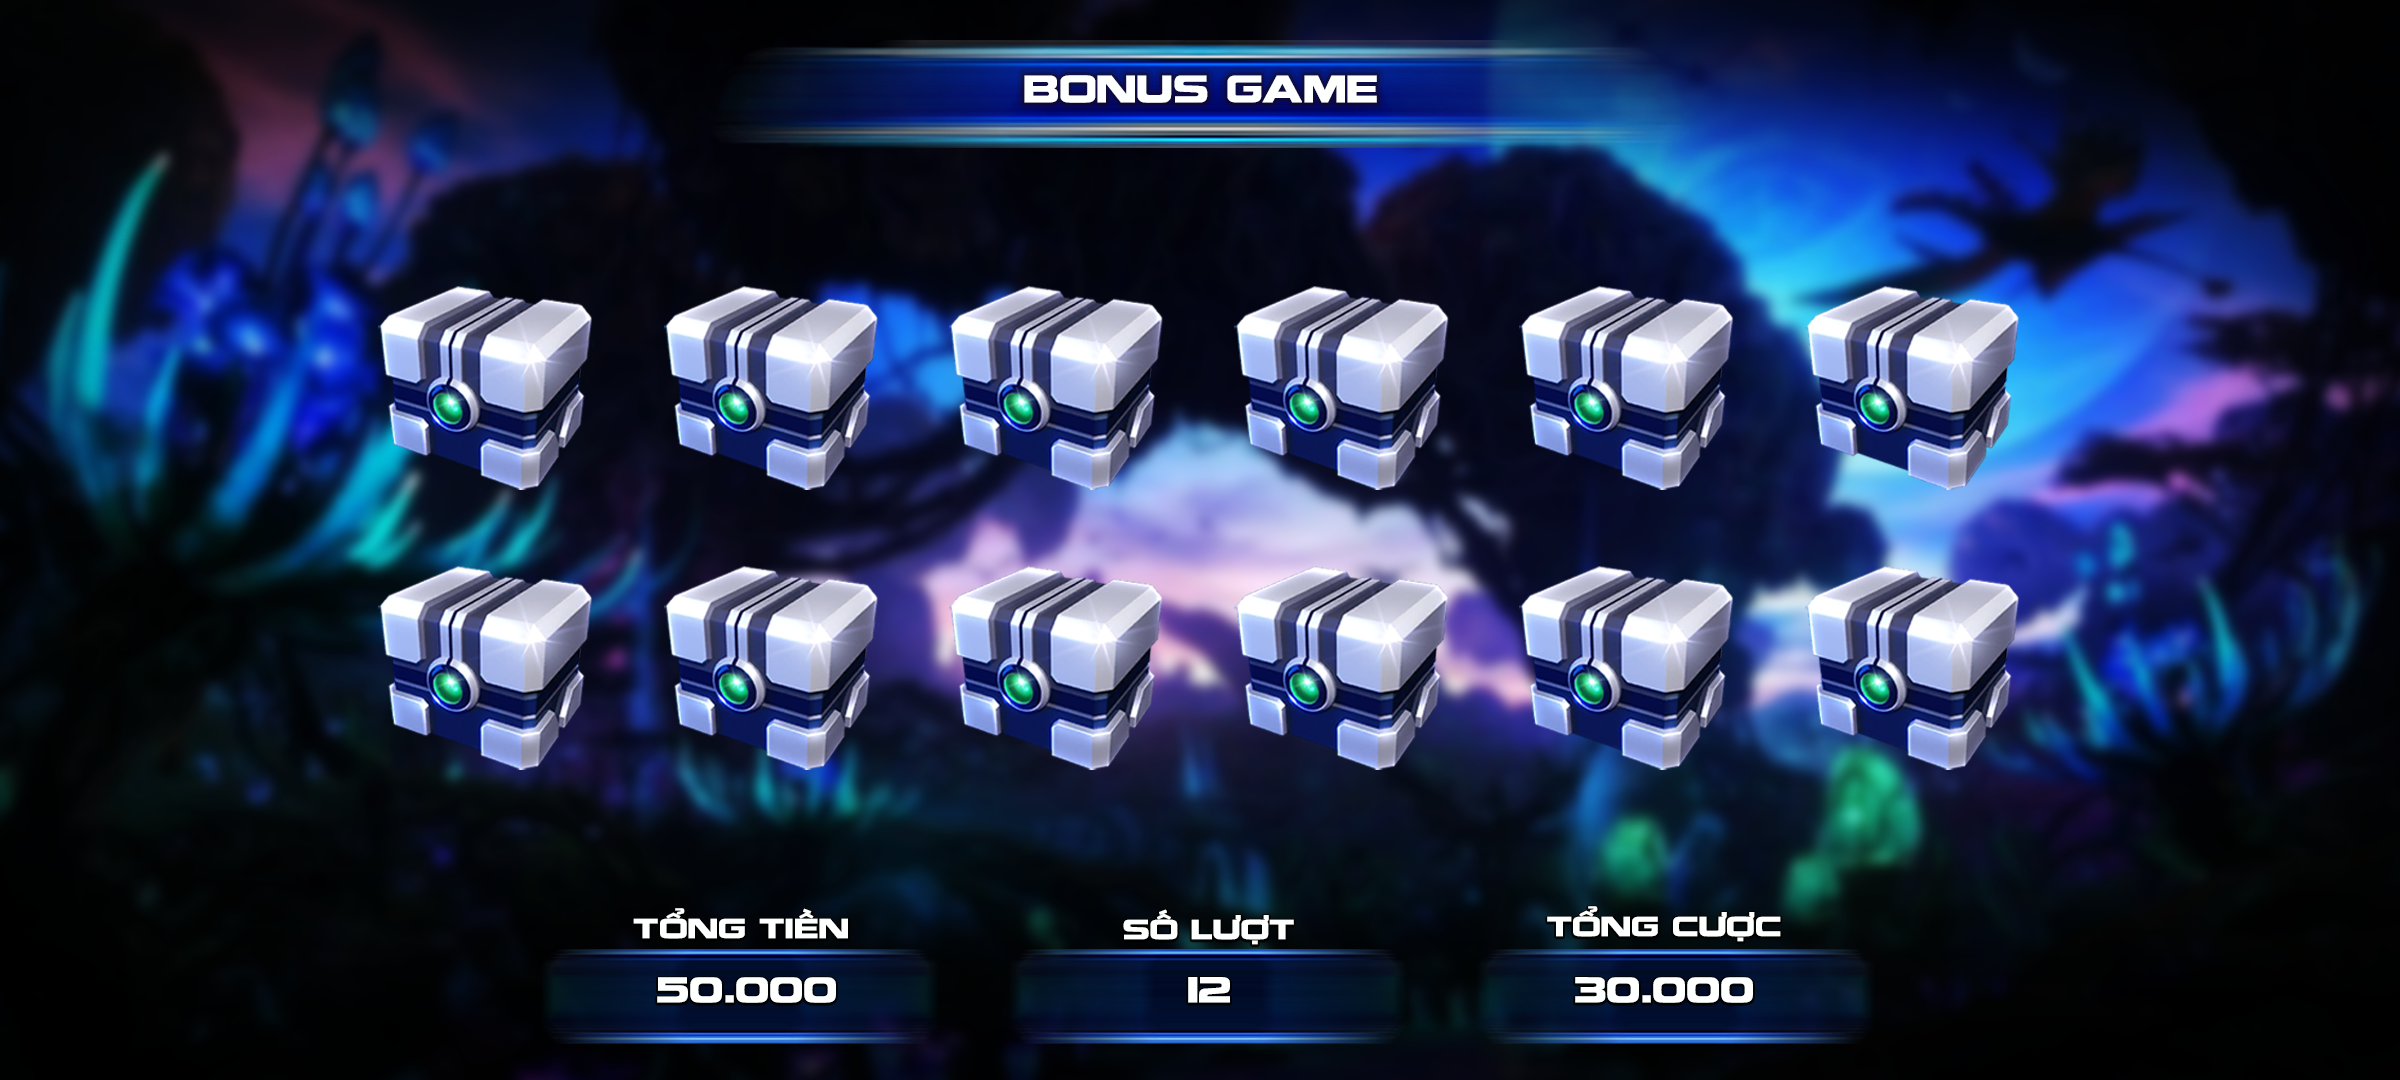 BONUS GAME
TỔNG TIỀN
SỐ LƯỢT
TỔNG CƯỢC
50.000
12
30.000